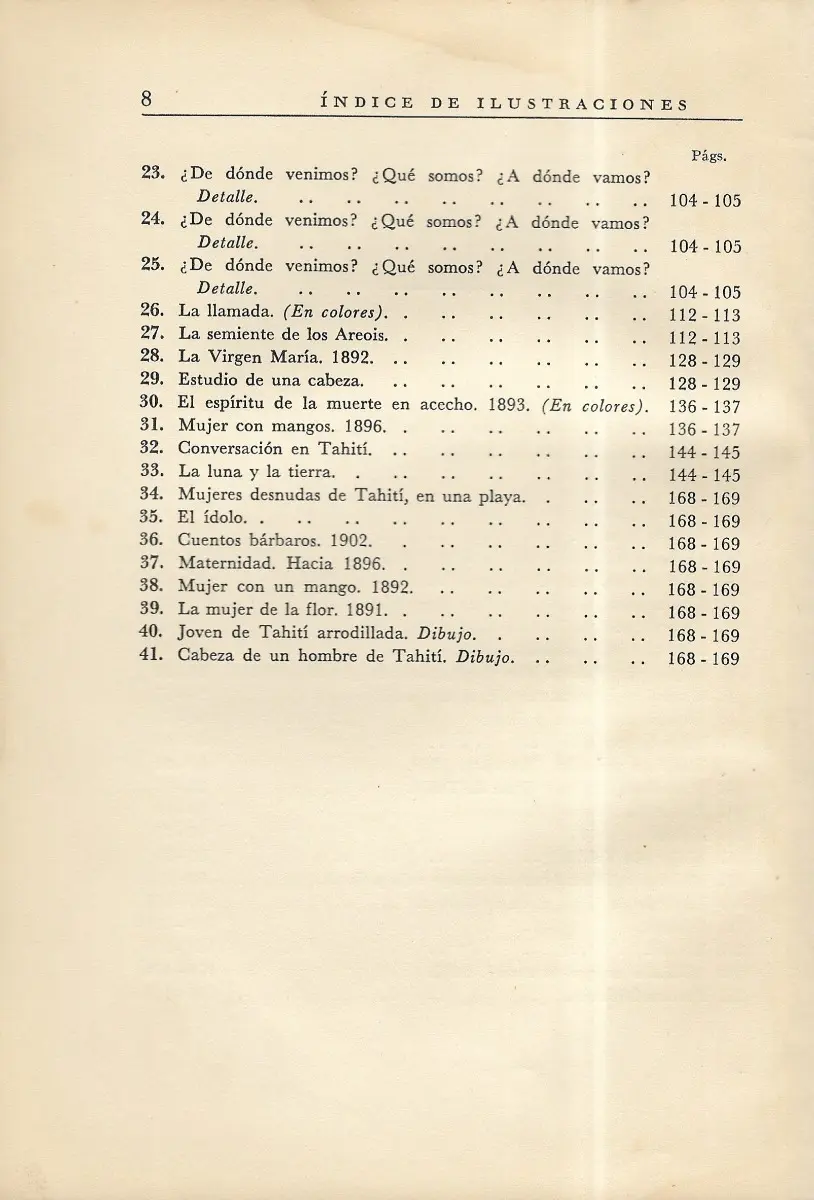 8 ÍNDICE DE ILUSTRACIONES
Págs.
23. ¿De dónde venimos? ¿Qué somos? ¿A dónde vamos?
Detalle. .. .. .. .. .. .. .. .. 104 - 105
24. ¿De dónde venimos? ¿Qué somos? ¿A dónde vamos?
Detalle. .. .. .. .. .. .. .. .. 104 - 105
25. ¿De dónde venimos? ¿Qué somos? ¿A dónde vamos?
Detalle. .. .. .. .. .. .. .. .. 104 - 105
26. La llamada. (En colores). . .. .. .. .. .. 112 - 113
27. La semiente de los Areois. . .. .. .. .. .. 112 - 113
28. La Virgen María. 1892. .. .. .. .. .. .. 128 - 129
29. Estudio de una cabeza. .. .. .. .. .. .. 128 - 129
30. El espíritu de la muerte en acecho. 1893. (En colores). 136 - 137
31. Mujer con mangos. 1896. . .. .. .. .. .. 136 - 137
32. Conversación en Tahití. .. .. .. .. .. .. 144 - 145
33. La luna y la tierra. . .. .. .. .. .. .. 144 - 145
34. Mujeres desnudas de Tahití, en una playa. . .. .. .. 168 - 169
35. El ídolo. . .. .. .. .. .. .. .. .. 168 - 169
36. Cuentos bárbaros. 1902. . .. .. .. .. .. 168 - 169
37. Maternidad. Hacia 1896. . .. .. .. .. .. 168 - 169
38. Mujer con un mango. 1892. .. .. .. .. .. 168 - 169
39. La mujer de la flor. 1891. . .. .. .. .. .. 168 - 169
40. Joven de Tahití arrodillada. Dibujo. . .. .. .. 168 - 169
41. Cabeza de un hombre de Tahití. Dibujo. .. .. .. 168 - 169